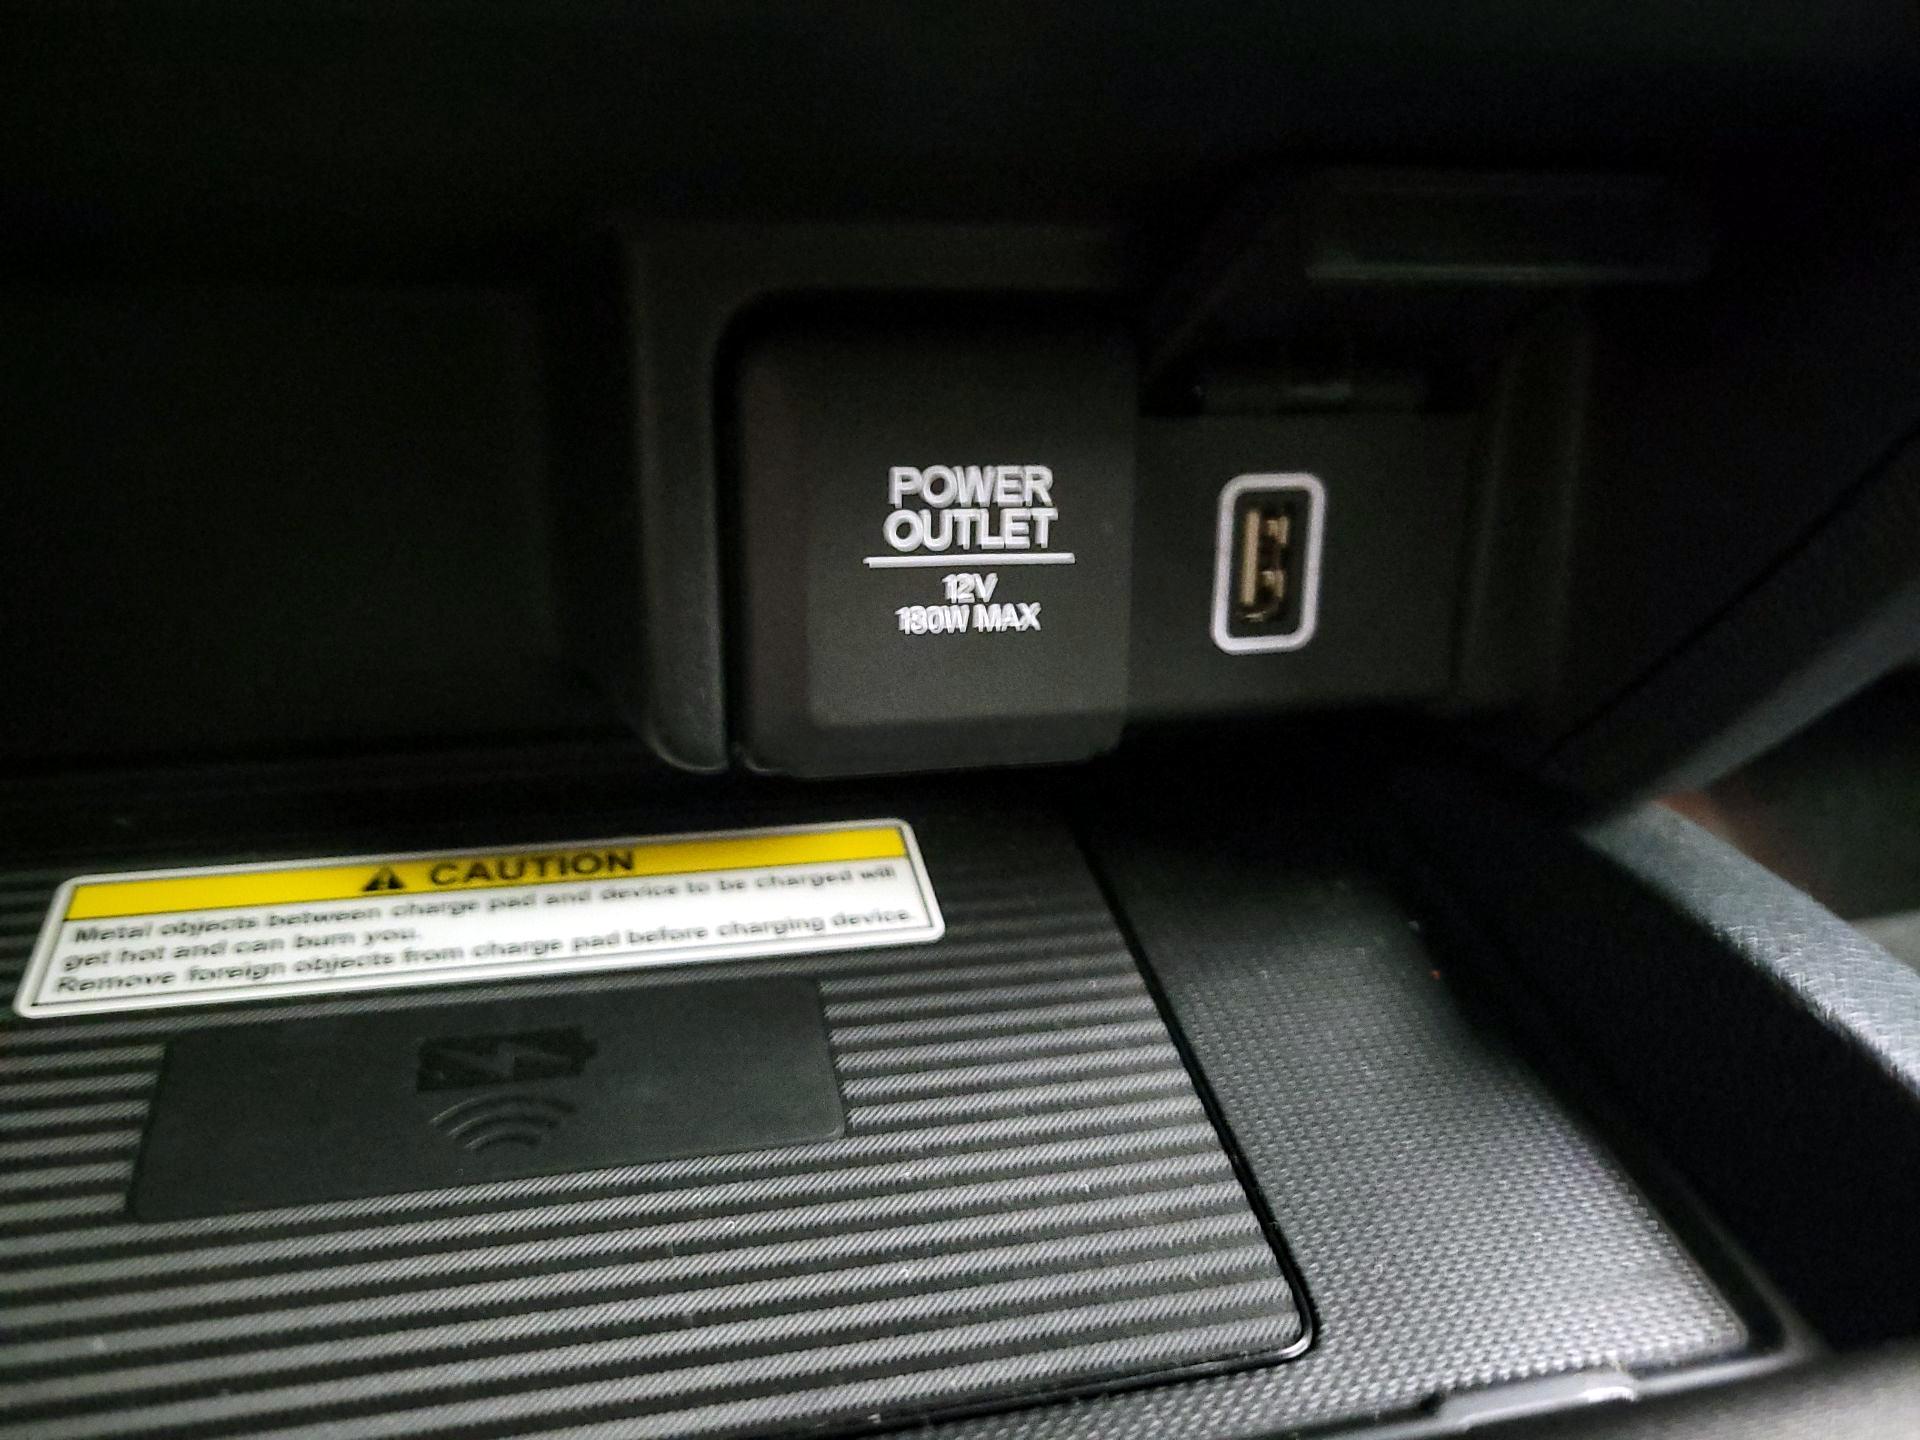 POWER
OUTLET
12V
180W MAX
CAUTION
Metal objects between charge pad and device to be charged will
get hot and can burn you.
Remove foreign objects from charge pad before charging device.